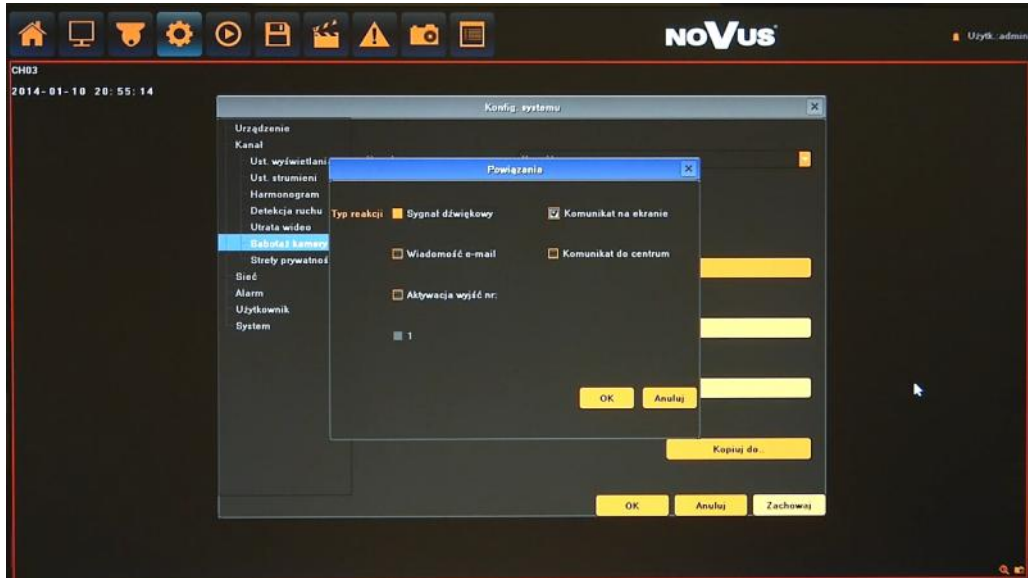 NOVUS
Użytk.:admin
CH03
2014-01-10 20:55:14
Konfig. systemu
Urządzenie
Kanał
Ust. wyświetlani
Ust. strumieni
Harmonogram
Detekcja ruchu
Utrata wideo
Sabotaż kamery
Strefy prywatnoś
Sieć
Alarm
Użytkownik
System
Powiązania
Typ reakcji Sygnał dźwiękowy Komunikat na ekranie
Wiadomość e-mail Komunikat do centrum
Aktywacja wyjść nr:
1
OK Anuluj
Kopiuj do..
OK Anuluj Zachowaj